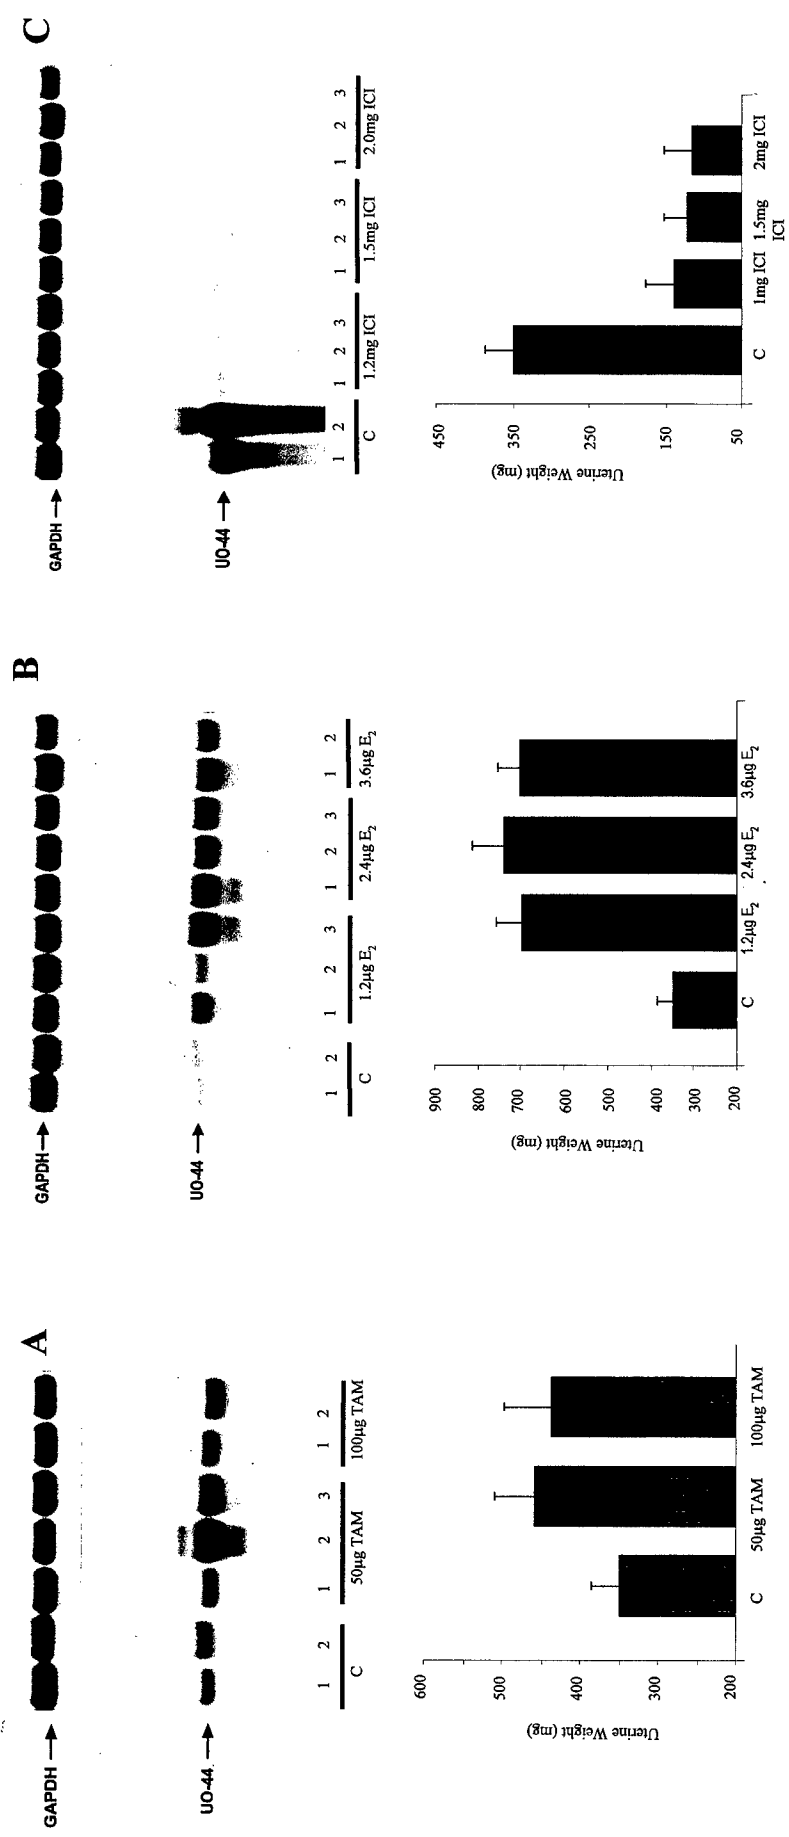 A
GAPDH
UO-44
1 2 1 2 3 1 2
C 50µg TAM 100µg TAM
Uterine Weight (mg)
600
500
400
300
200
C 50µg TAM 100µg TAM
B
GAPDH
UO-44
1 2 1 2 3 1 2 3 1 2
C 1.2µg E₂ 2.4µg E₂ 3.6µg E₂
Uterine Weight (mg)
900
800
700
600
500
400
300
200
C 1.2µg E₂ 2.4µg E₂ 3.6µg E₂
C
GAPDH
UO-44
1 2 1 2 3 1 2 3 1 2 3
C 1.2mg ICI 1.5mg ICI 2.0mg ICI
Uterine Weight (mg)
450
350
250
150
50
C 1mg ICI 1.5mg 2mg ICI
ICI